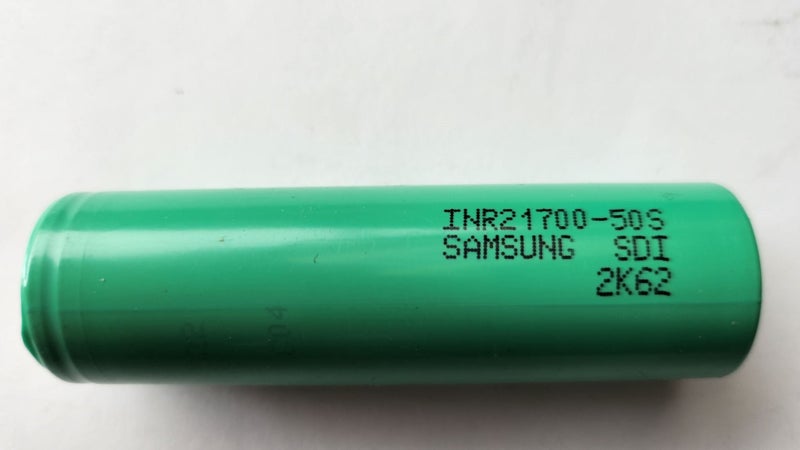 INR21700-50S
SAMSUNG SDI
2K62